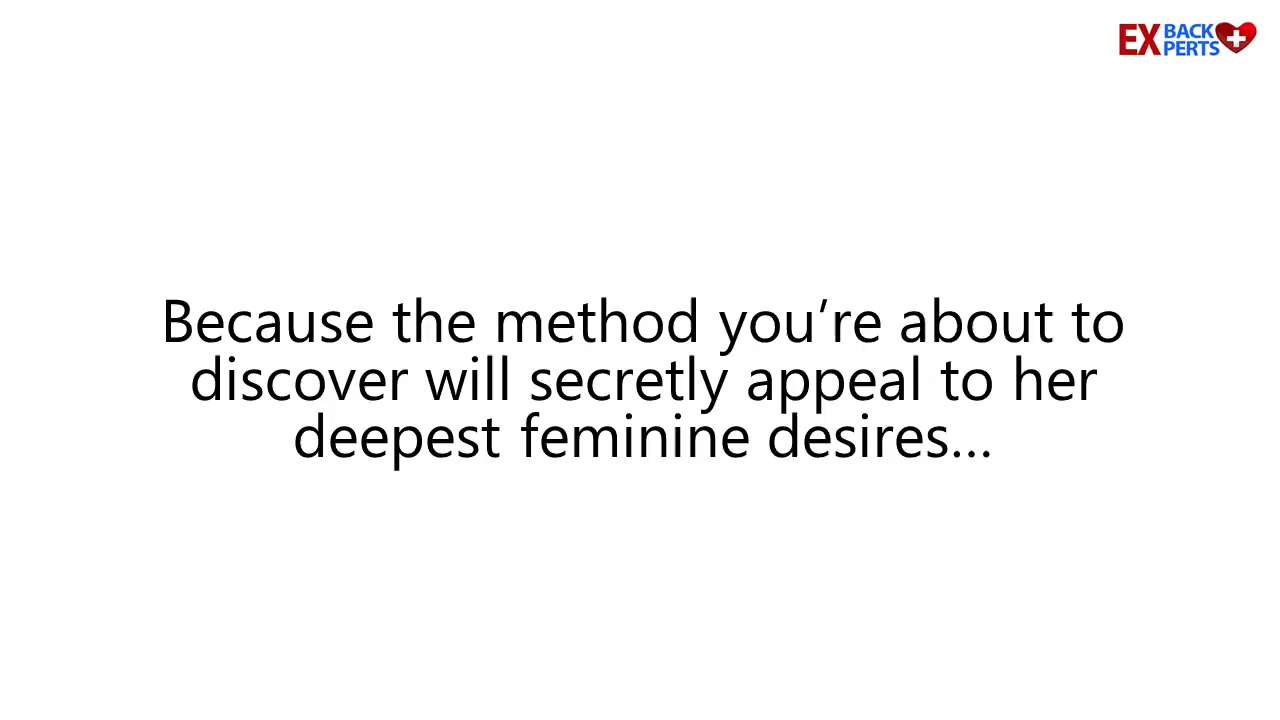 EX BACK
PERTS
Because the method you’re about to
discover will secretly appeal to her
deepest feminine desires...